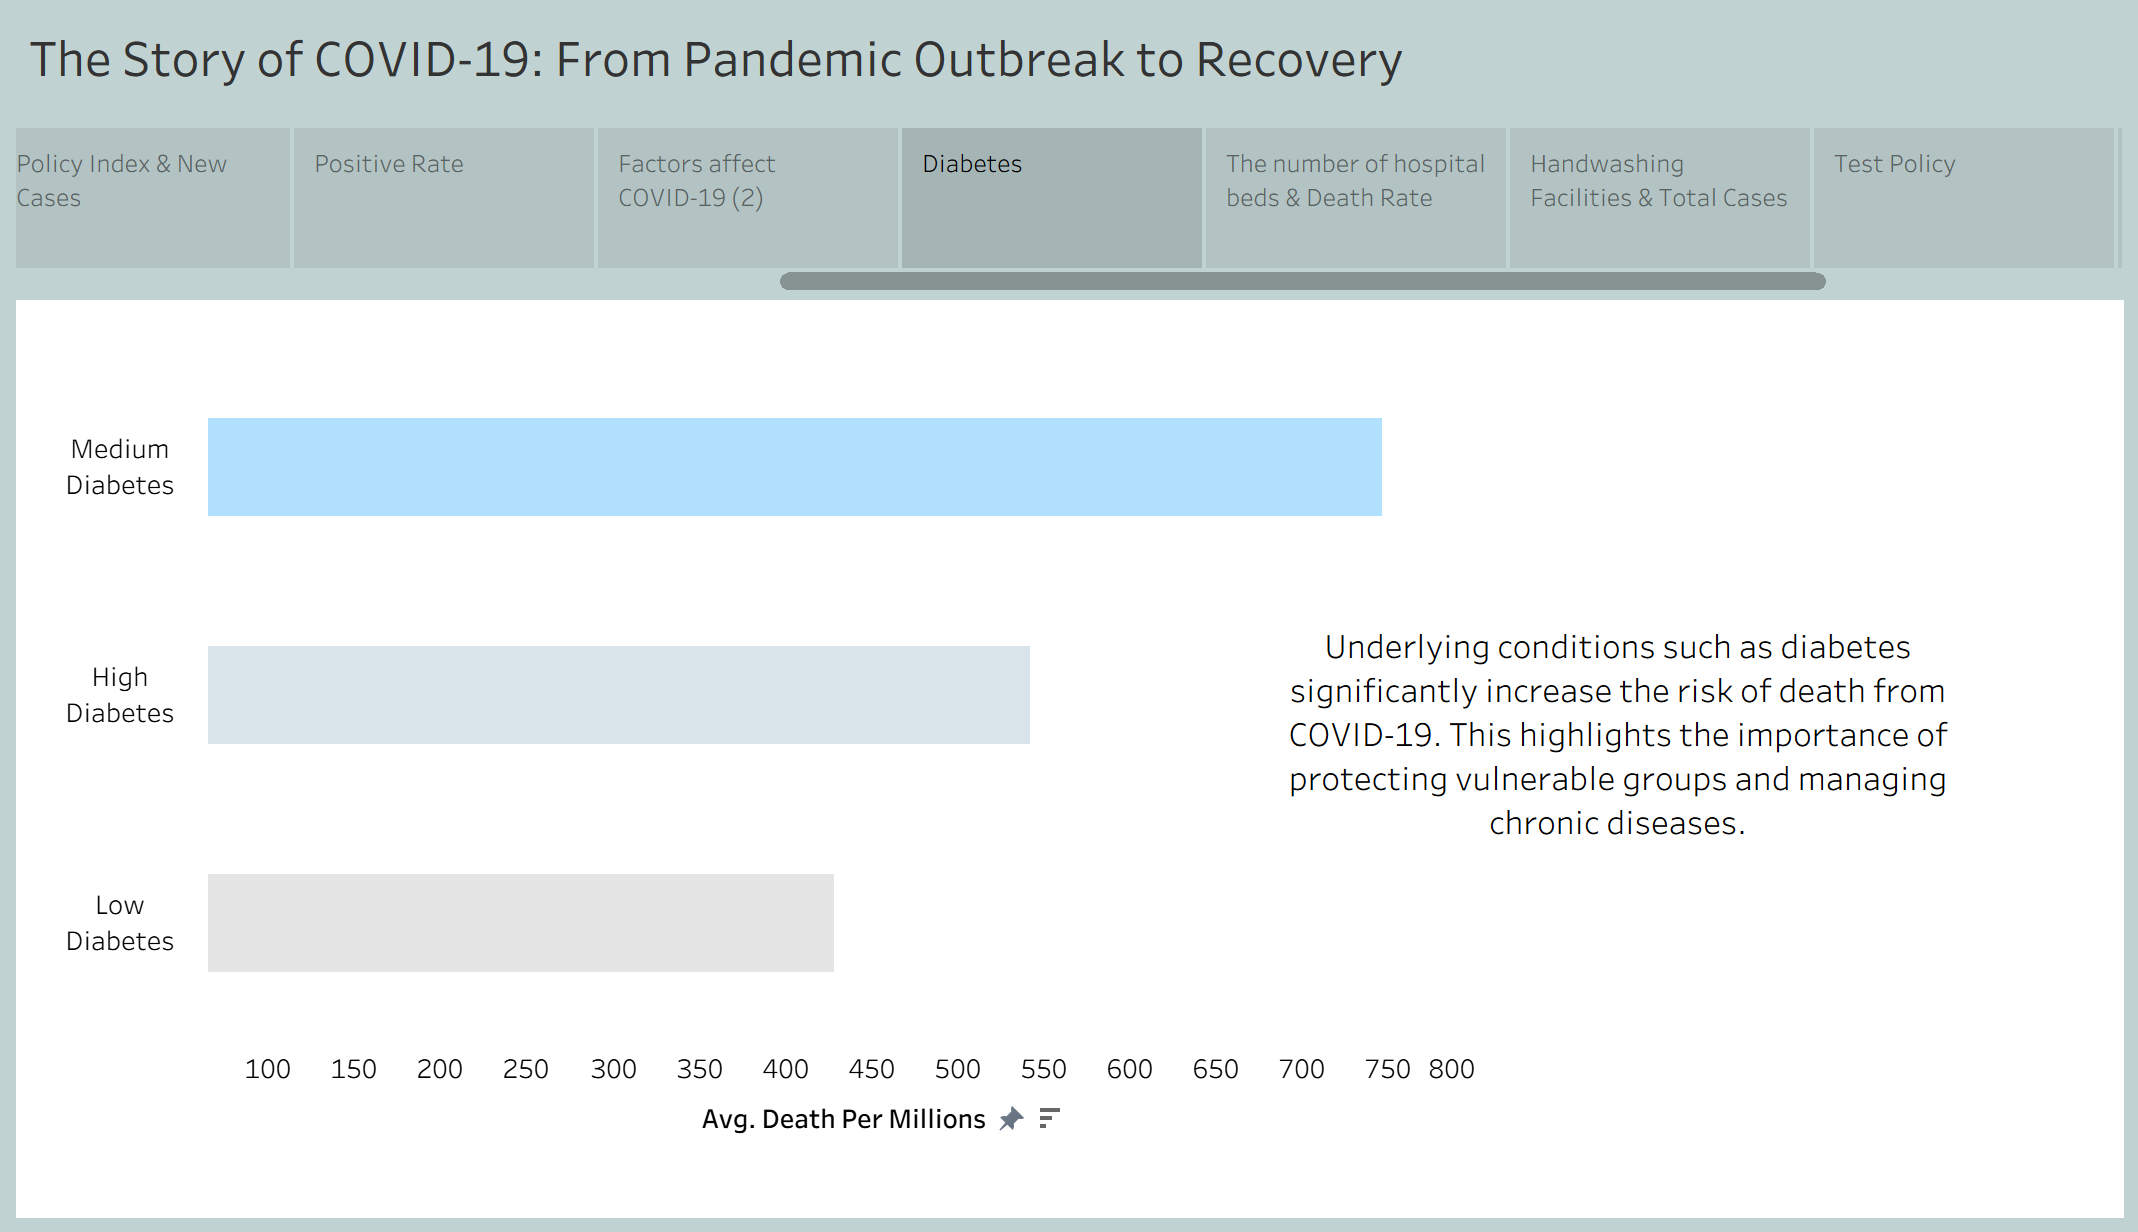 The Story of COVID-19: From Pandemic Outbreak to Recovery
Policy Index & New
Cases
Positive Rate
Factors affect
COVID-19 (2)
Diabetes
The number of hospital
beds & Death Rate
Handwashing
Facilities & Total Cases
Test Policy
Medium
Diabetes
High
Diabetes
Low
Diabetes
Underlying conditions such as diabetes
significantly increase the risk of death from
COVID-19. This highlights the importance of
protecting vulnerable groups and managing
chronic diseases.
100 150 200 250 300 350 400 450 500 550 600 650 700 750 800
Avg. Death Per Millions